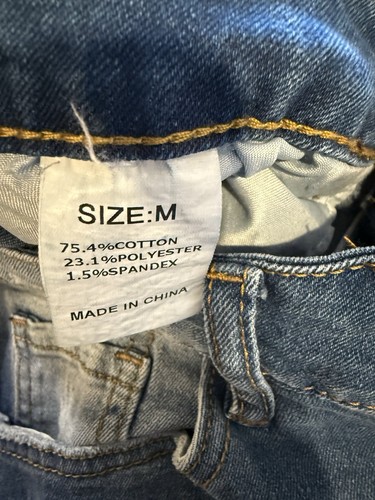 SIZE:M
75.4%COTTON
23.1%POLYESTER
1.5%SPANDEX
MADE IN CHINA